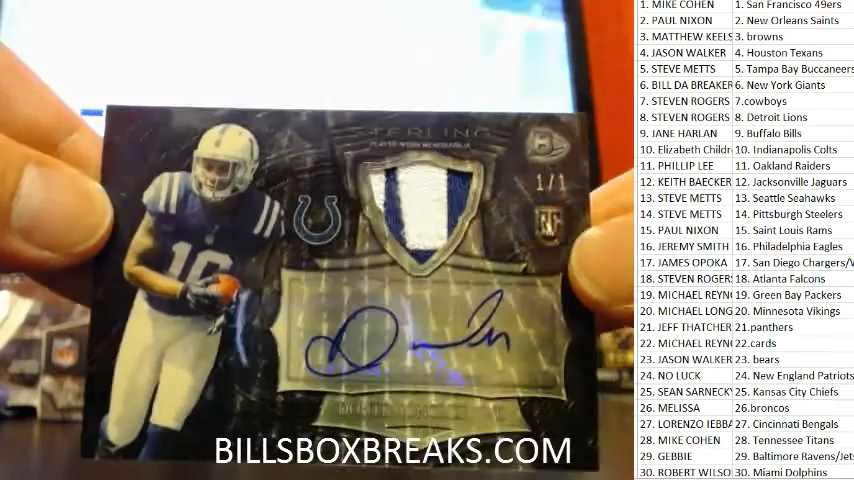 STERLING
PLAYER WORN MEMORABILIA
1/1
RC
10
BILLSBOXBREAKS.COM
1. MIKE COHEN 1. San Francisco 49ers
2. PAUL NIXON 2. New Orleans Saints
3. MATTHEW KEELS 3. browns
4. JASON WALKER 4. Houston Texans
5. STEVE METTS 5. Tampa Bay Buccaneers
6. BILL DA BREAKER 6. New York Giants
7. STEVEN ROGERS 7.cowboys
8. STEVEN ROGERS 8. Detroit Lions
9. JANE HARLAN 9. Buffalo Bills
10. Elizabeth Childr 10. Indianapolis Colts
11. PHILLIP LEE 11. Oakland Raiders
12. KEITH BAECKER 12. Jacksonville Jaguars
13. STEVE METTS 13. Seattle Seahawks
14. STEVE METTS 14. Pittsburgh Steelers
15. PAUL NIXON 15. Saint Louis Rams
16. JEREMY SMITH 16. Philadelphia Eagles
17. JAMES OPOKA 17. San Diego Chargers/V
18. STEVEN ROGERS 18. Atlanta Falcons
19. MICHAEL REYNO 19. Green Bay Packers
20. MICHAEL LONG 20. Minnesota Vikings
21. JEFF THATCHER 21.panthers
22. MICHAEL REYNO 22.cards
23. JASON WALKER 23. bears
24. NO LUCK 24. New England Patriots
25. SEAN SARNECKY 25. Kansas City Chiefs
26. MELISSA 26.broncos
27. LORENZO IEBBA 27. Cincinnati Bengals
28. MIKE COHEN 28. Tennessee Titans
29. GEBBIE 29. Baltimore Ravens/Jets
30. ROBERT WILSO 30. Miami Dolphins